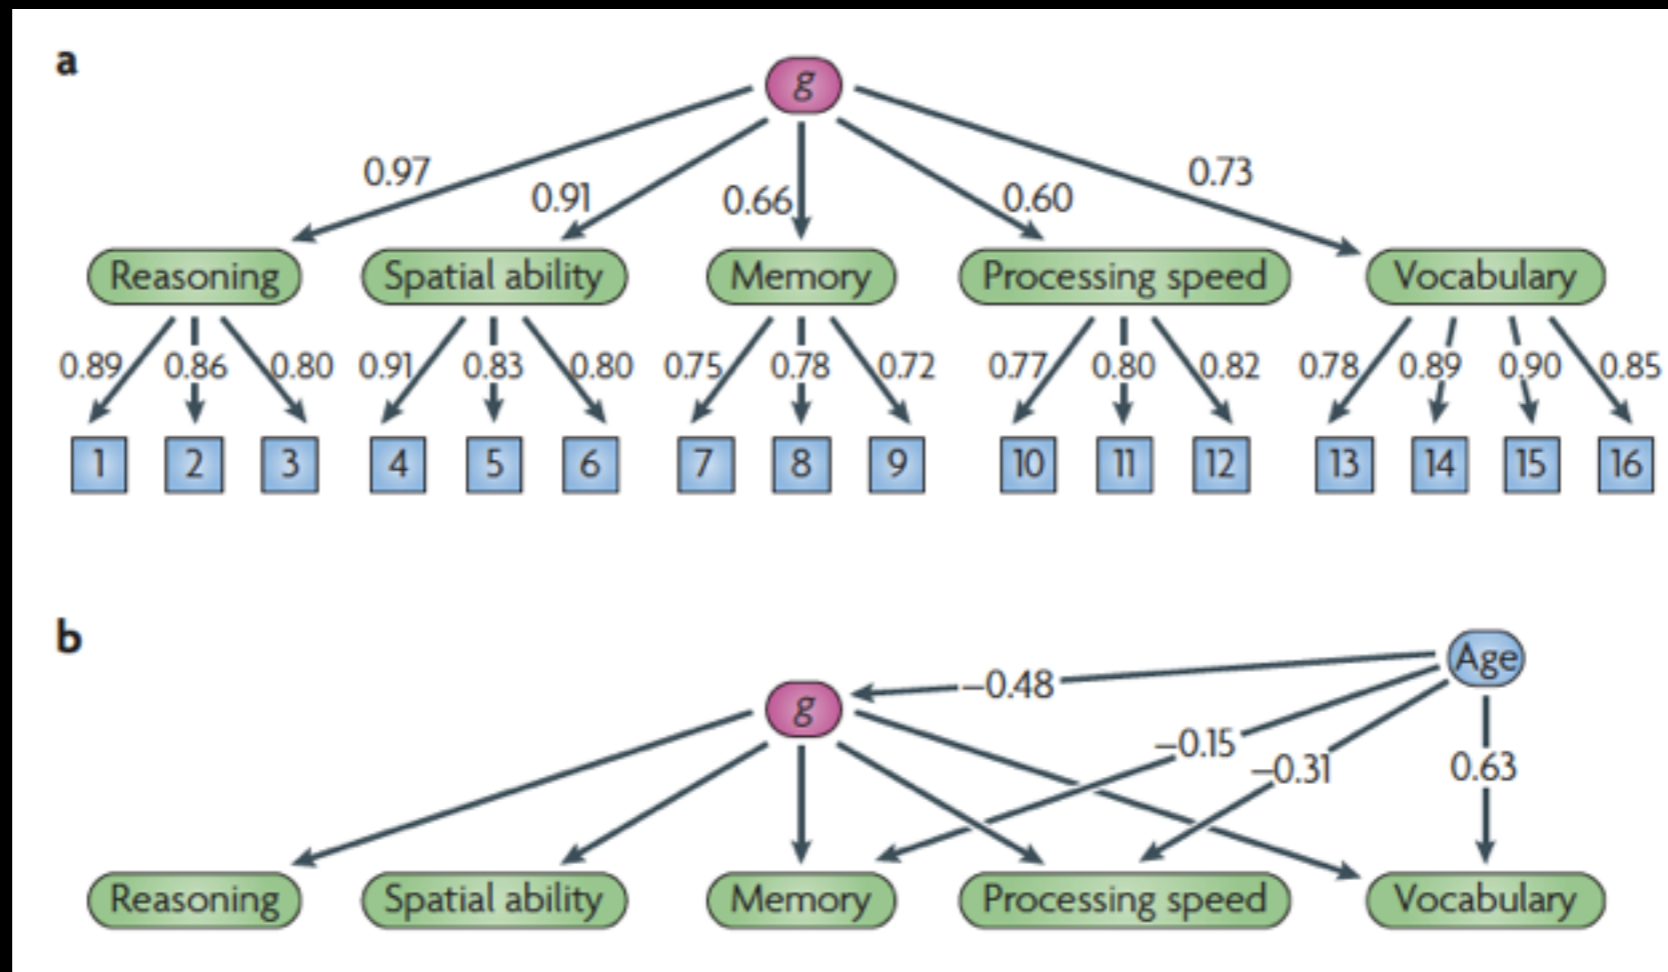 a
g
0.97 0.91 0.66 0.60 0.73
Reasoning Spatial ability Memory Processing speed Vocabulary
0.89 0.86 0.80 0.91 0.83 0.80 0.75 0.78 0.72 0.77 0.80 0.82 0.78 0.89 0.90 0.85
1 2 3 4 5 6 7 8 9 10 11 12 13 14 15 16
b
Age
g
–0.48
–0.15
–0.31
0.63
Reasoning Spatial ability Memory Processing speed Vocabulary